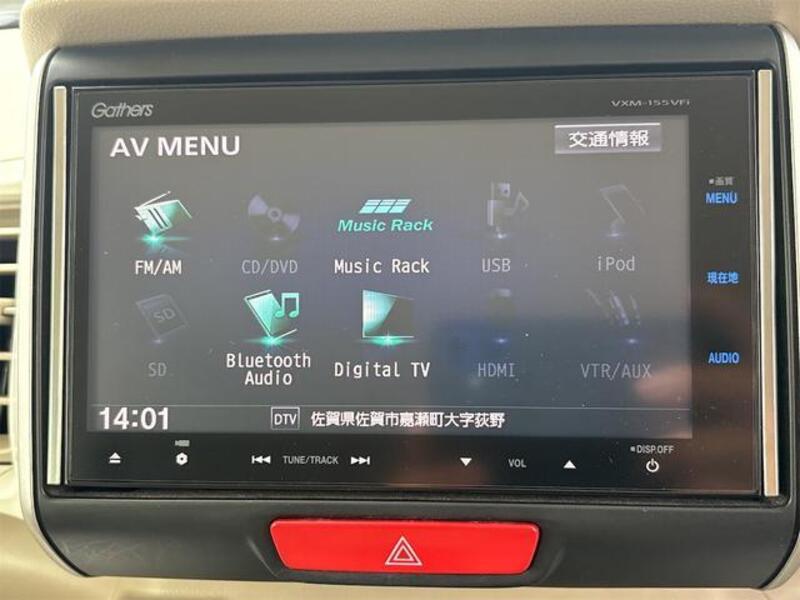 Gathers
VXM-155VFi
AV MENU
交通情報
画質
MENU
Music Rack
FM/AM
CD/DVD
Music Rack
USB
iPod
現在地
SD
SD
Bluetooth
Audio
Digital TV
HDMI
VTR/AUX
AUDIO
14:01
DTV 佐賀県佐賀市嘉瀬町大字荻野
TUNE/TRACK
VOL
DISP.OFF